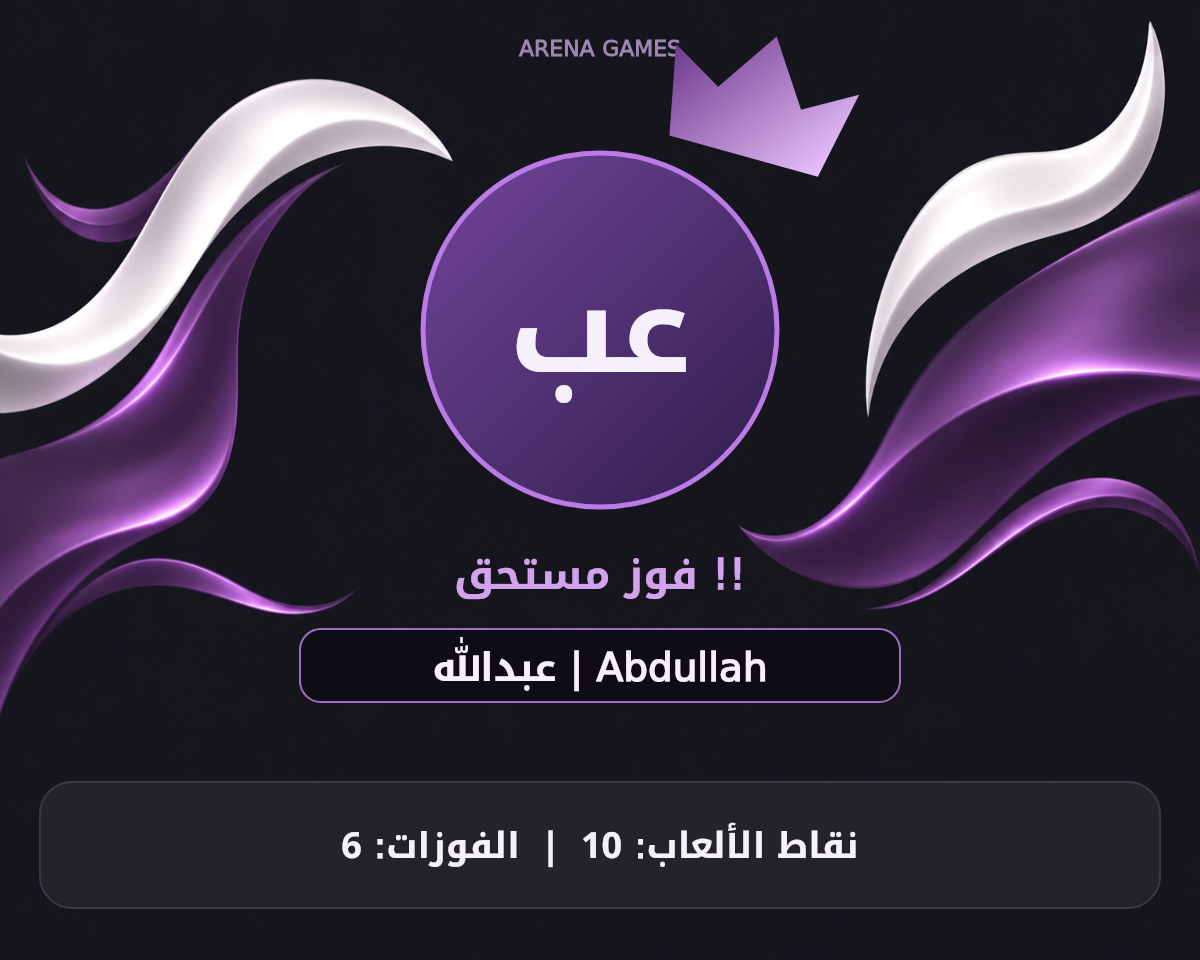 ARENA GAMES
عب
فوز مستحق !!
عبدالله | Abdullah
نقاط الألعاب: 10 | الفوزات: 6